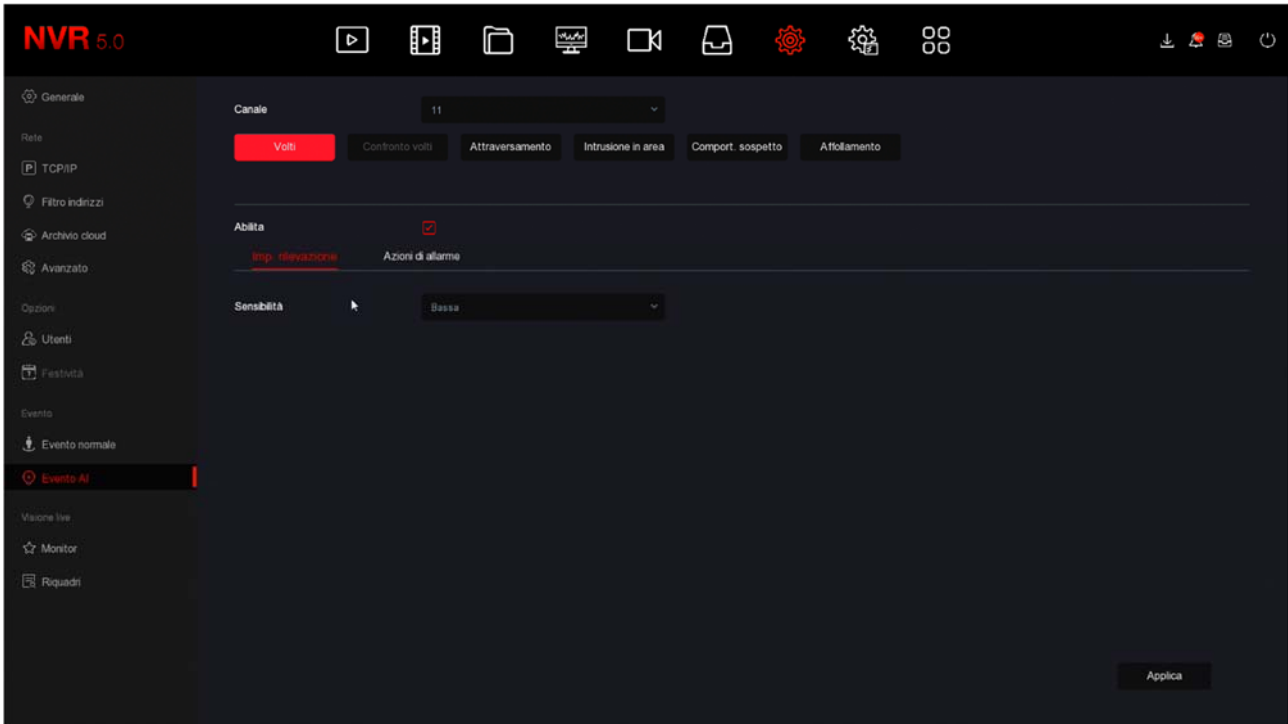 NVR 5.0
Generale
Rete
TCP/IP
Filtro indirizzi
Archivio cloud
Avanzato
Opzioni
Utenti
Festività
Evento
Evento normale
Evento AI
Visione live
Monitor
Riquadri
Canale 11
Volti Confronto volti Attraversamento Intrusione in area Comport. sospetto Affollamento
Abilita
Imp. rilevazione Azioni di allarme
Sensibilità Bassa
Applica